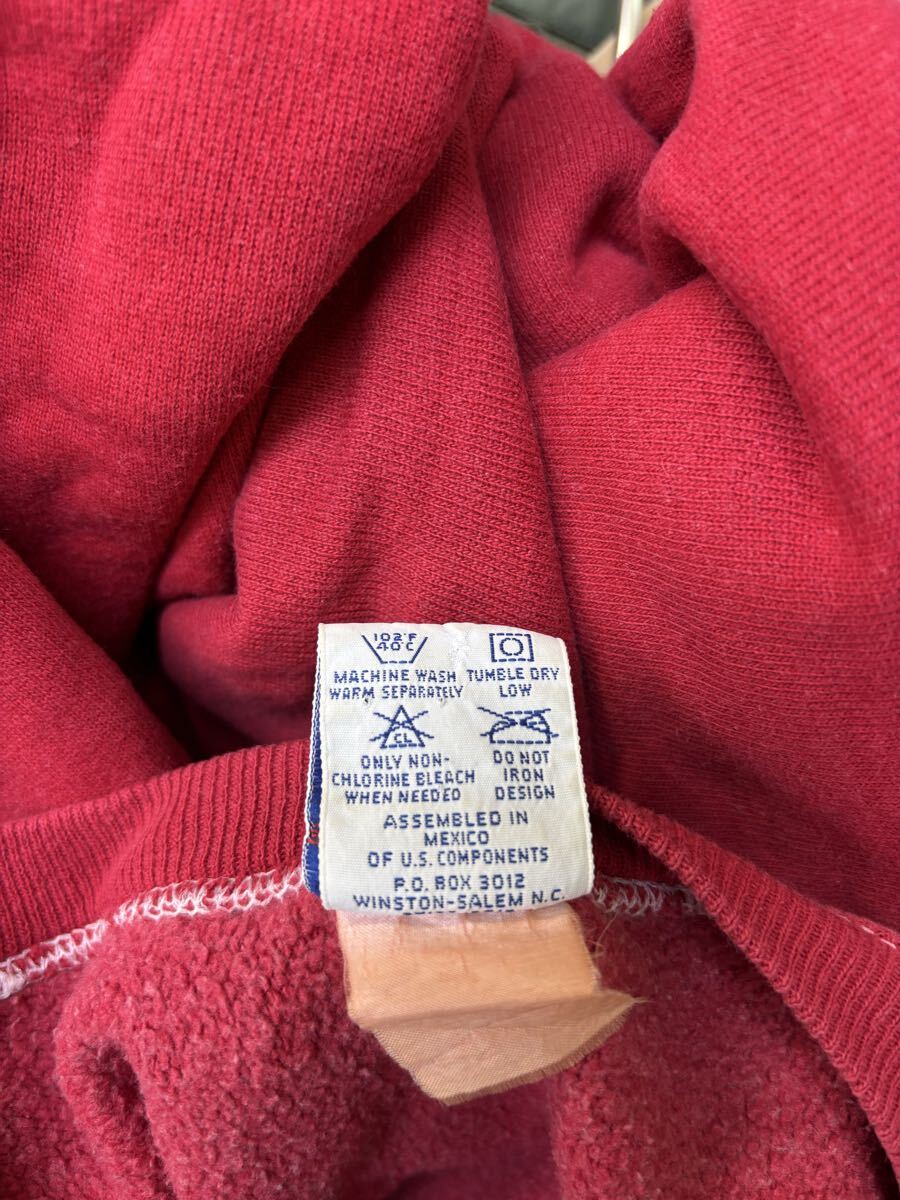 102°F
40°C
MACHINE WASH
WARM SEPARATELY
TUMBLE DRY
LOW
CL
ONLY NON-
CHLORINE BLEACH
WHEN NEEDED
DO NOT
IRON
DESIGN
ASSEMBLED IN
MEXICO
OF U.S. COMPONENTS
P.O. BOX 3012
WINSTON-SALEM N.C.